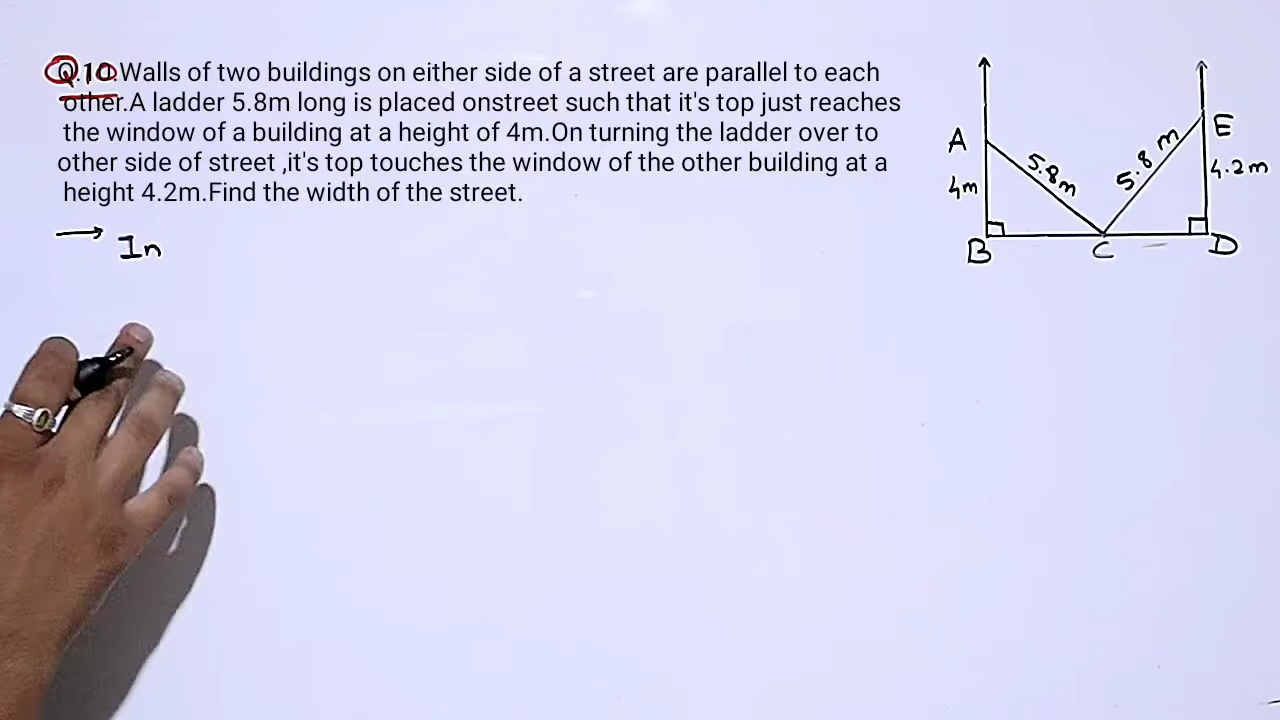 Q.10.Walls of two buildings on either side of a street are parallel to each
other.A ladder 5.8m long is placed onstreet such that it's top just reaches
the window of a building at a height of 4m.On turning the ladder over to
other side of street ,it's top touches the window of the other building at a
height 4.2m.Find the width of the street.
→ In
A
E
5.8m
5.8 m
4m
4.2m
B
C
D